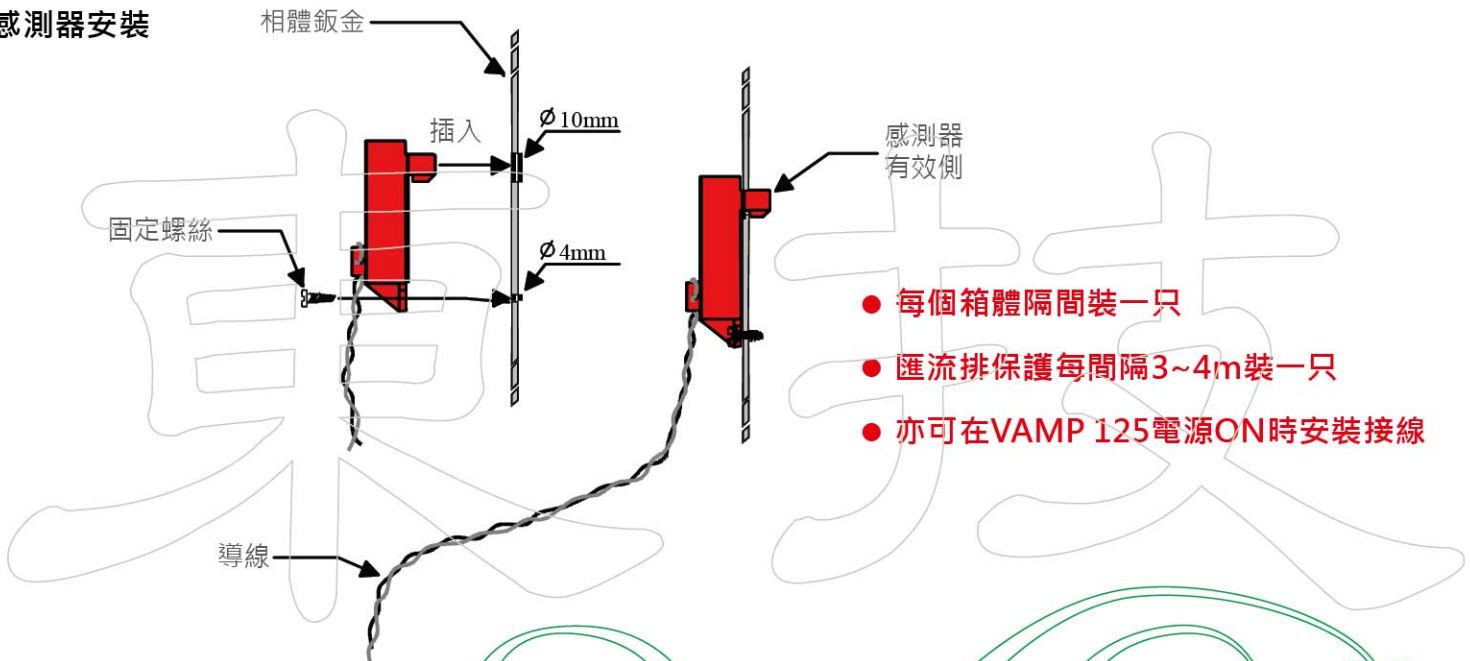 感測器安裝
相體鈑金
插入
Ø10mm
感測器
有效側
固定螺絲
Ø4mm
● 每個箱體隔間裝一只
● 匯流排保護每間隔3~4m裝一只
● 亦可在VAMP 125電源ON時安裝接線
導線
東技